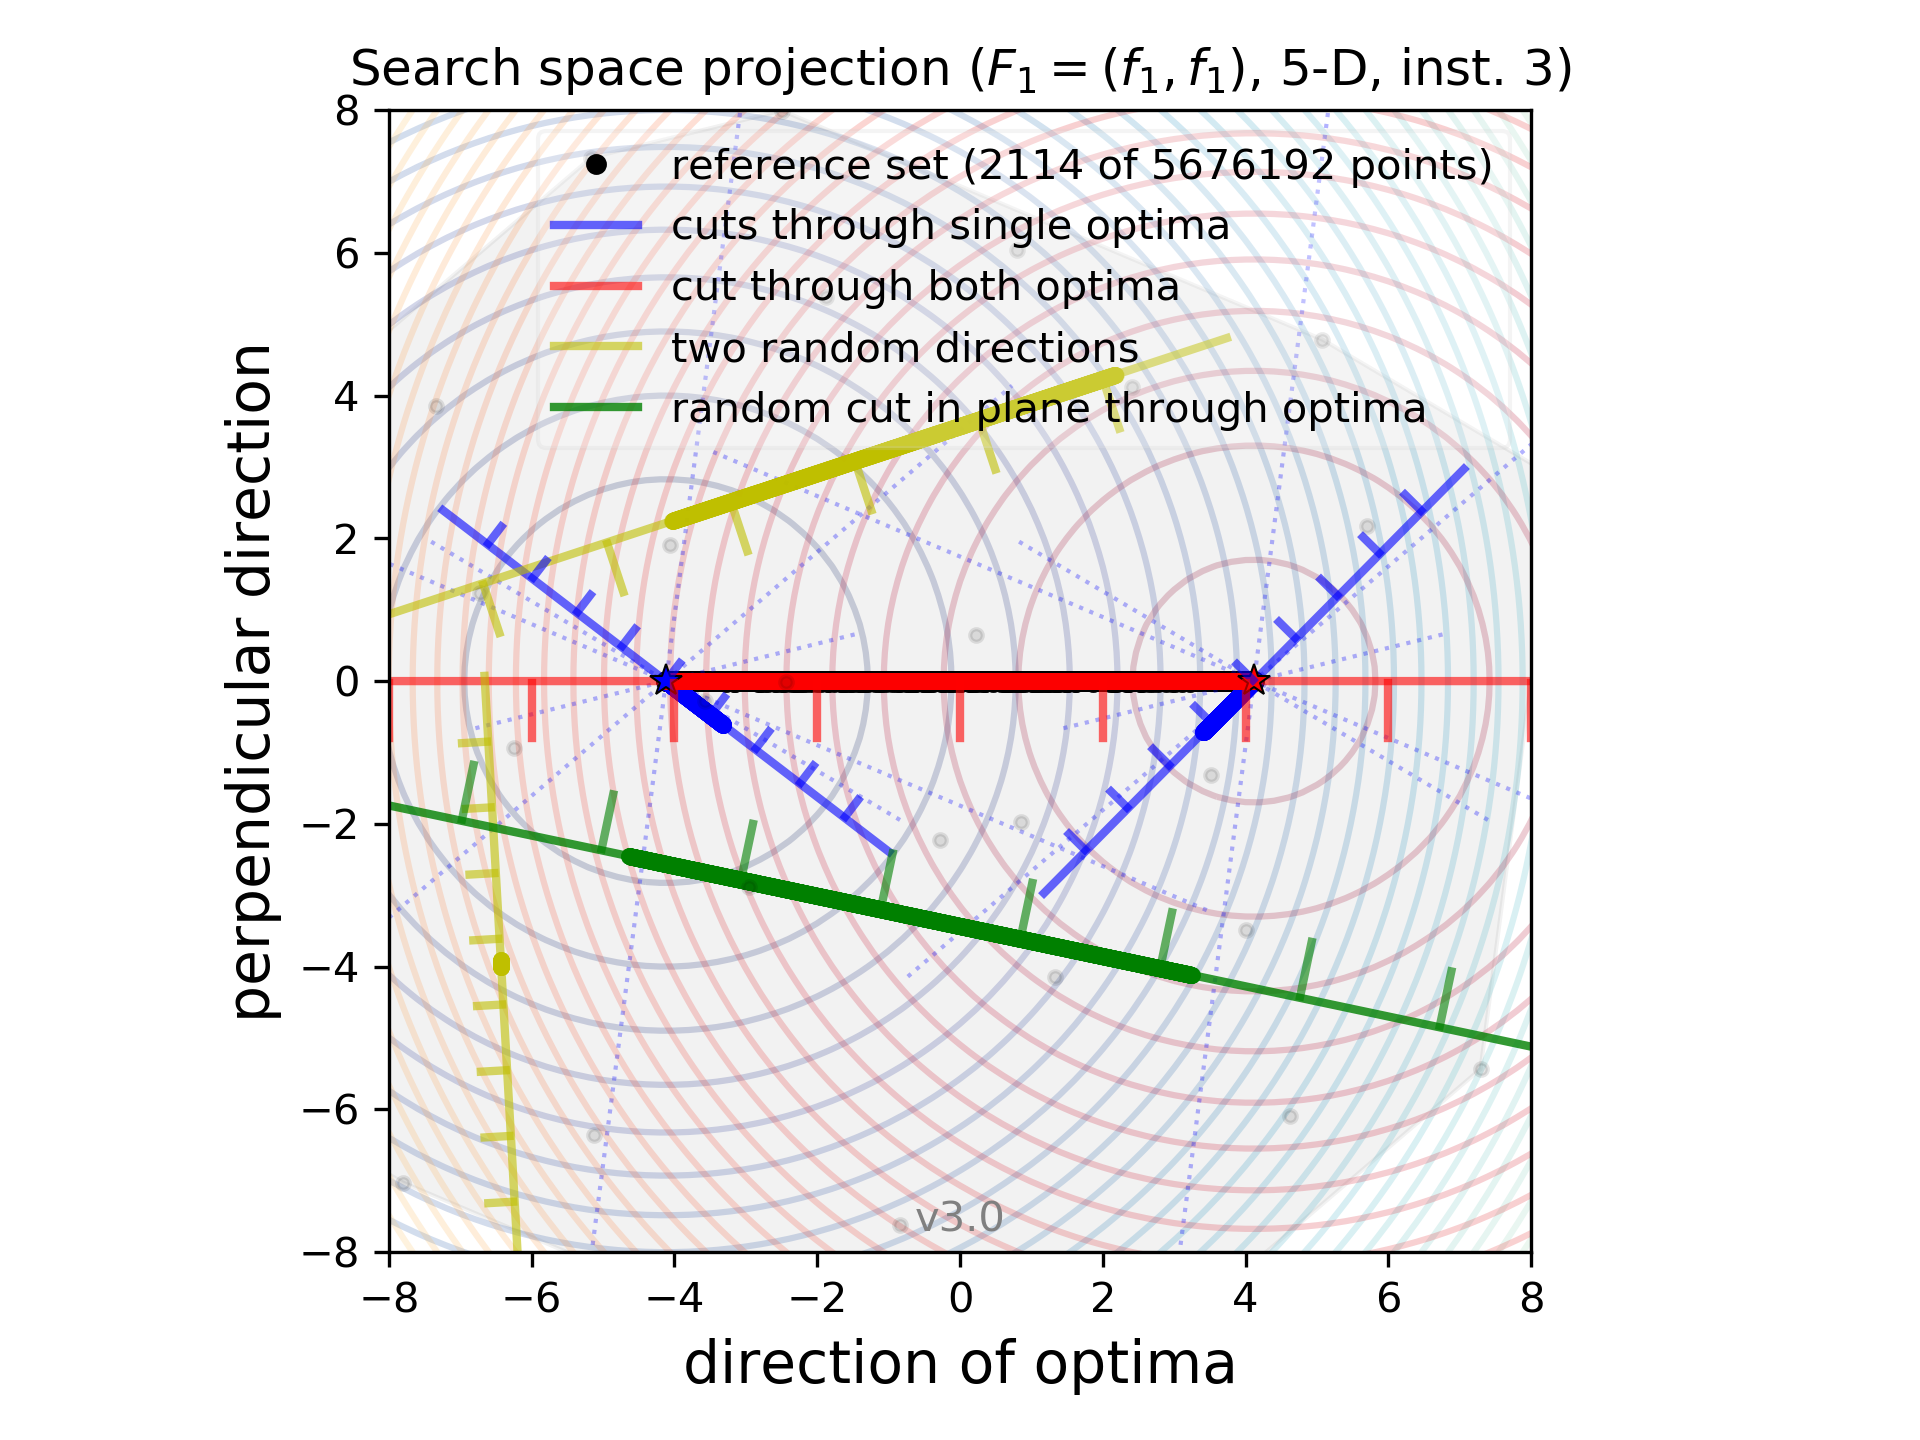 Search space projection (F₁ = (f₁, f₁), 5-D, inst. 3)
reference set (2114 of 5676192 points)
cuts through single optima
cut through both optima
two random directions
random cut in plane through optima
perpendicular direction
8
6
4
2
0
−2
−4
−6
−8
v3.0
−8 −6 −4 −2 0 2 4 6 8
direction of optima